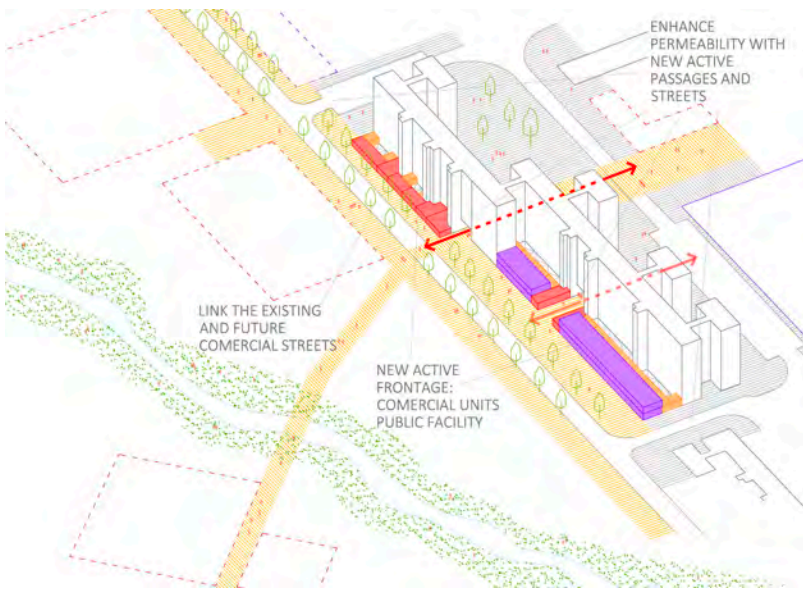 ENHANCE
PERMEABILITY WITH
NEW ACTIVE
PASSAGES AND
STREETS
LINK THE EXISTING
AND FUTURE
COMERCIAL STREETS
NEW ACTIVE
FRONTAGE:
COMERCIAL UNITS
PUBLIC FACILITY